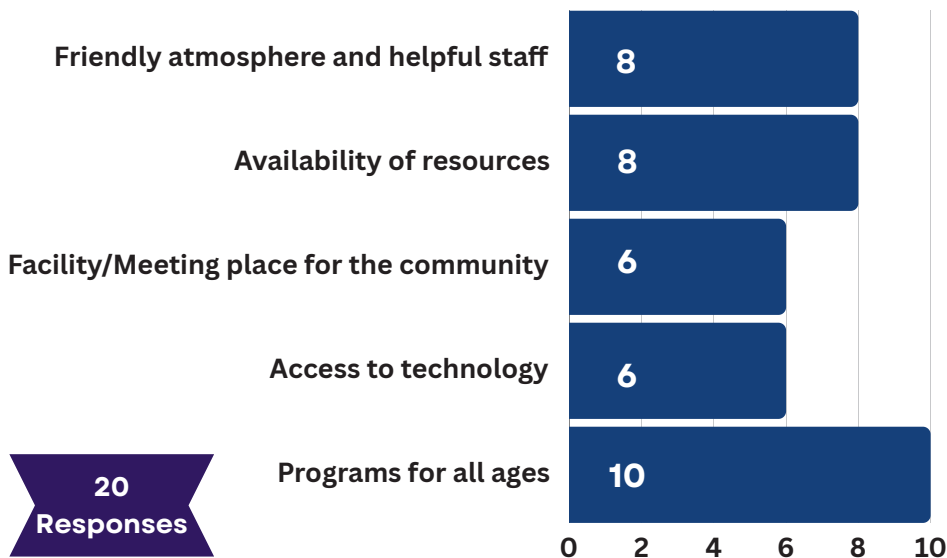 Friendly atmosphere and helpful staff 8
Availability of resources 8
Facility/Meeting place for the community 6
Access to technology 6
Programs for all ages 10
20
Responses
0 2 4 6 8 10